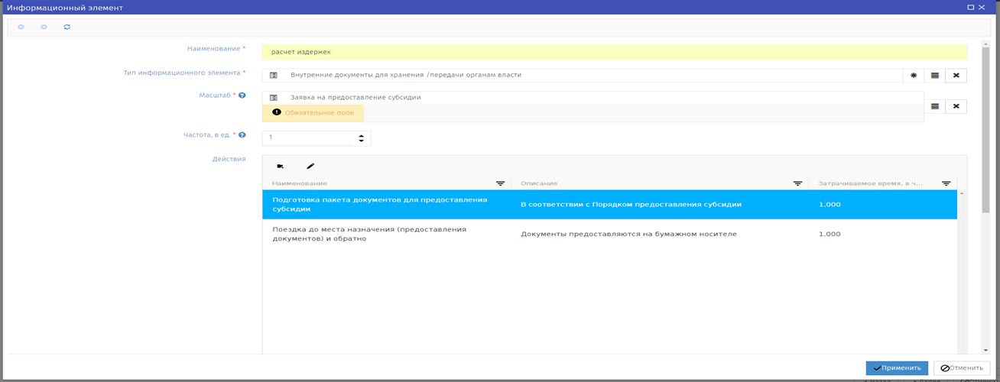 Информационный элемент
Наименование *
расчет издержек
Тип информационного элемента *
Внутренние документы для хранения /передачи органам власти
Масштаб *
Заявка на предоставление субсидии
Обязательное поле
Частота, в ед. *
1
Действия
Наименование
Описание
Затрачиваемое время, в ч...
Подготовка пакета документов для предоставления
субсидии
В соответствии с Порядком предоставления субсидии
1,000
Поездка до места назначения (предоставления
документов) и обратно
Документы предоставляются на бумажном носителе
1,000
Применить
Отменить